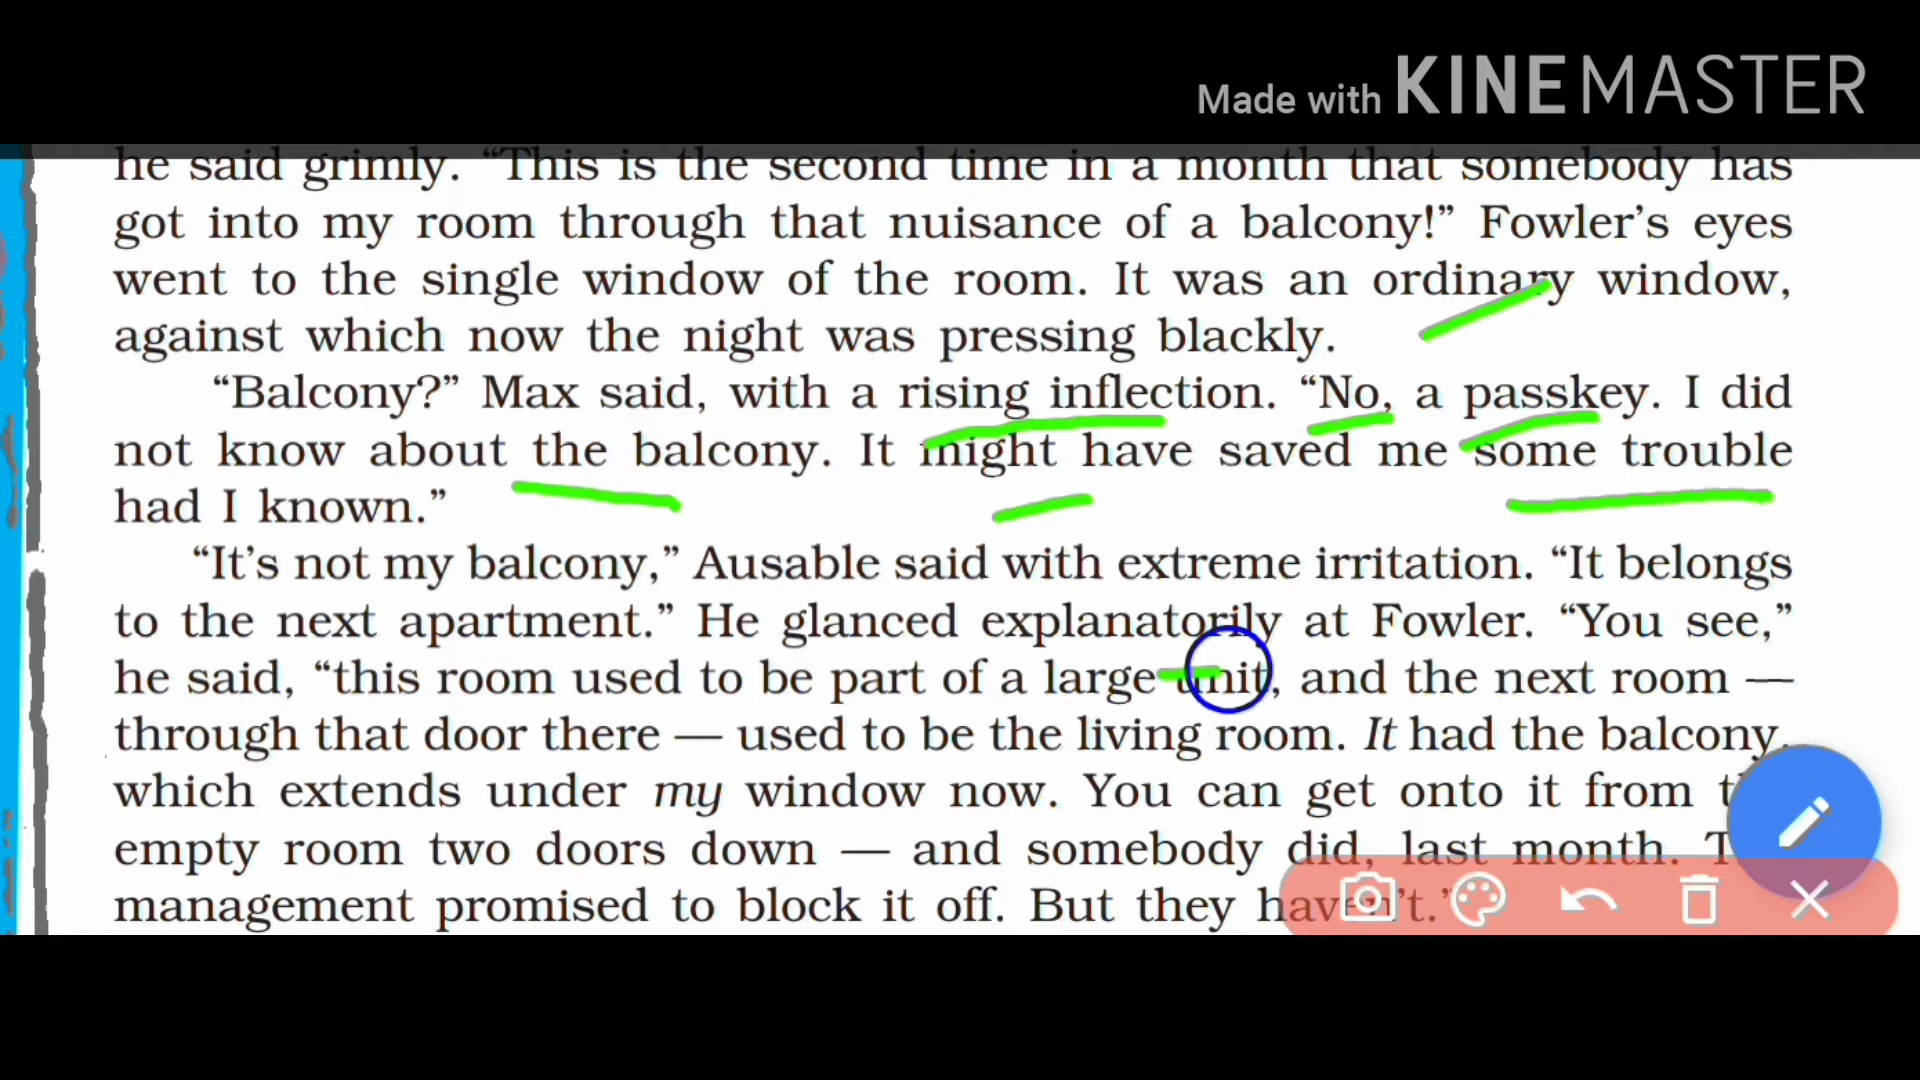 Made with KINEMASTER
he said grimly. “This is the second time in a month that somebody has
got into my room through that nuisance of a balcony!” Fowler’s eyes
went to the single window of the room. It was an ordinary window,
against which now the night was pressing blackly.
“Balcony?” Max said, with a rising inflection. “No, a passkey. I did
not know about the balcony. It might have saved me some trouble
had I known.”
“It’s not my balcony,” Ausable said with extreme irritation. “It belongs
to the next apartment.” He glanced explanatorily at Fowler. “You see,”
he said, “this room used to be part of a large unit, and the next room —
through that door there — used to be the living room. It had the balcony,
which extends under my window now. You can get onto it from
empty room two doors down — and somebody did, last month.
management promised to block it off. But they haven’t.”